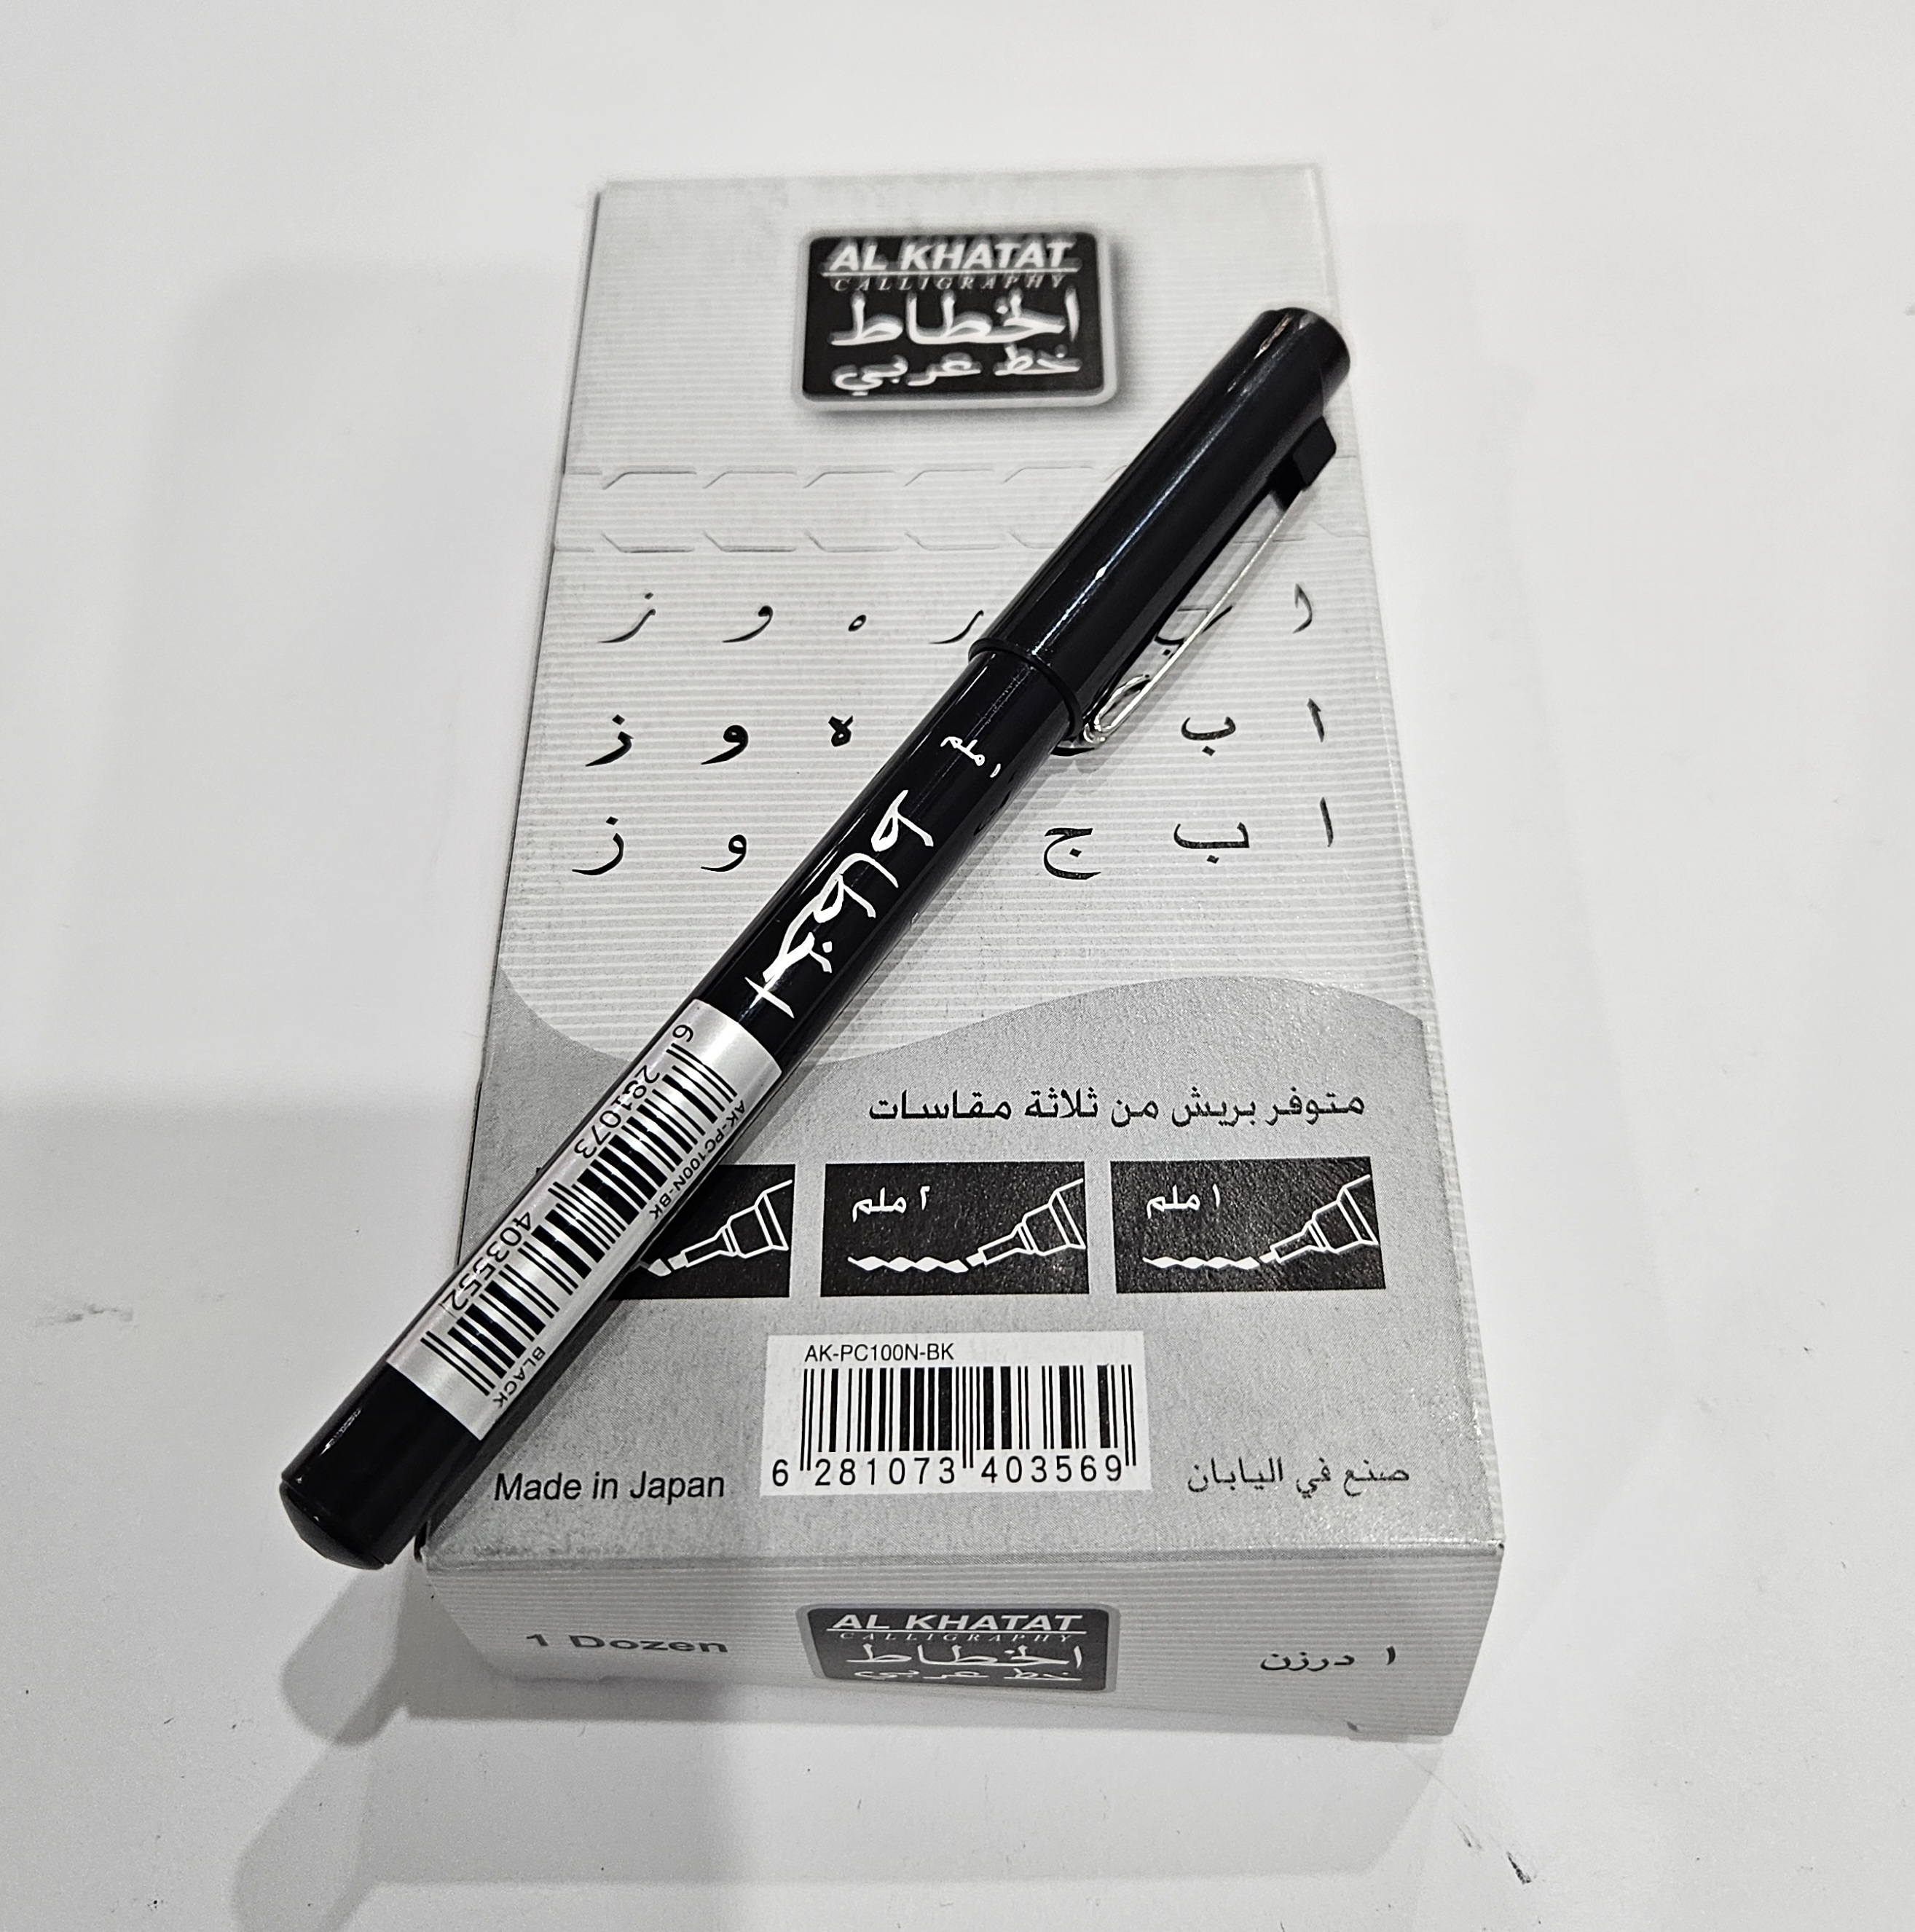 AL KHATAT
CALLIGRAPHY
الخطاط
خط عربي
ا ب ر ه و ز
ا ب ه و ز
ا ب ج و ز
١ ملم
الخطاط
6 281073 403552
AK-PC100N-BK
BLACK
متوفر بريش من ثلاثة مقاسات
١ ملم
٢ ملم
AK-PC100N-BK
6 281073 403569
Made in Japan
صنع في اليابان
1 Dozen
AL KHATAT
CALLIGRAPHY
الخطاط
خط عربي
١ درزن